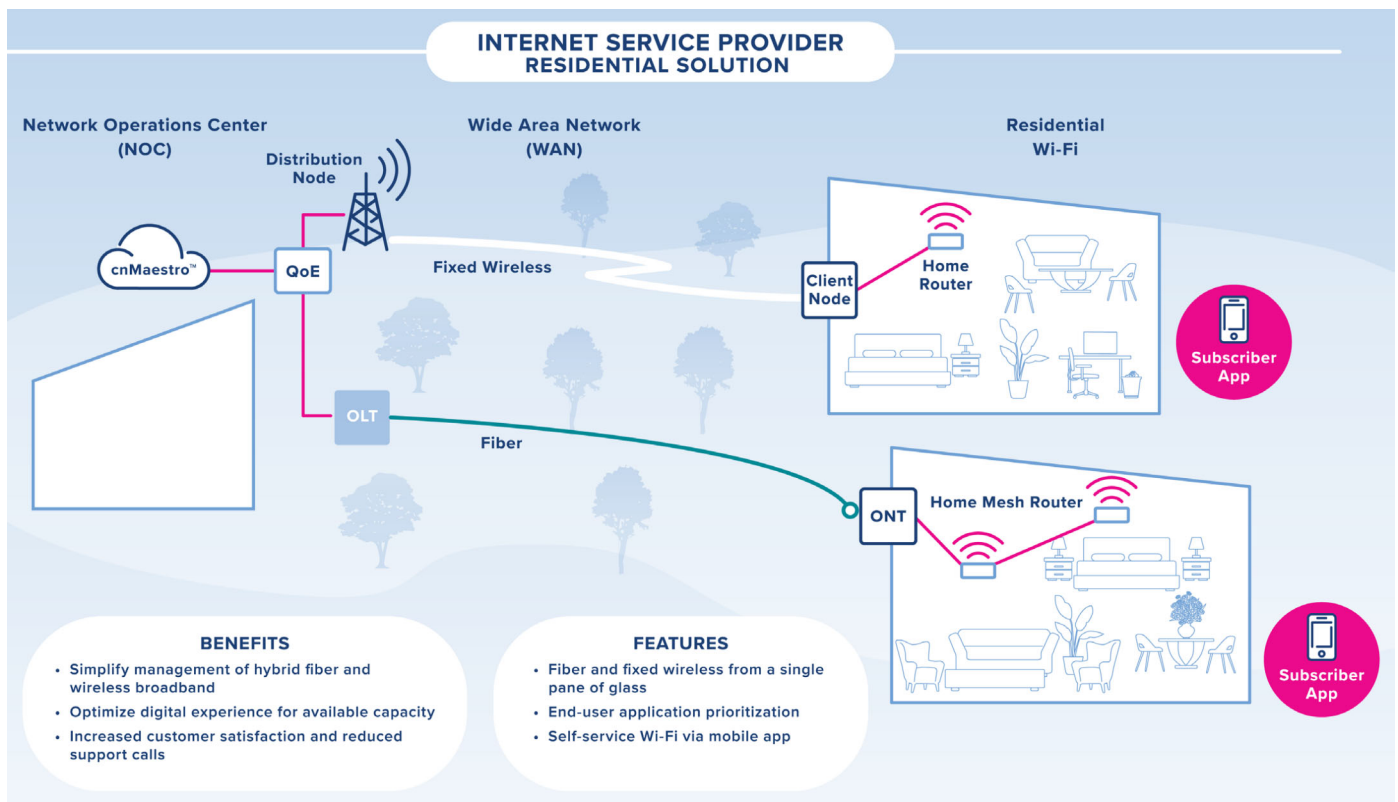 INTERNET SERVICE PROVIDER
RESIDENTIAL SOLUTION
Network Operations Center
(NOC)
Wide Area Network
(WAN)
Residential
Wi-Fi
Distribution
Node
cnMaestro™
QoE
Fixed Wireless
Client
Node
Home
Router
Subscriber
App
OLT
Fiber
ONT
Home Mesh Router
Subscriber
App
BENEFITS
• Simplify management of hybrid fiber and
wireless broadband
• Optimize digital experience for available capacity
• Increased customer satisfaction and reduced
support calls
FEATURES
• Fiber and fixed wireless from a single
pane of glass
• End-user application prioritization
• Self-service Wi-Fi via mobile app